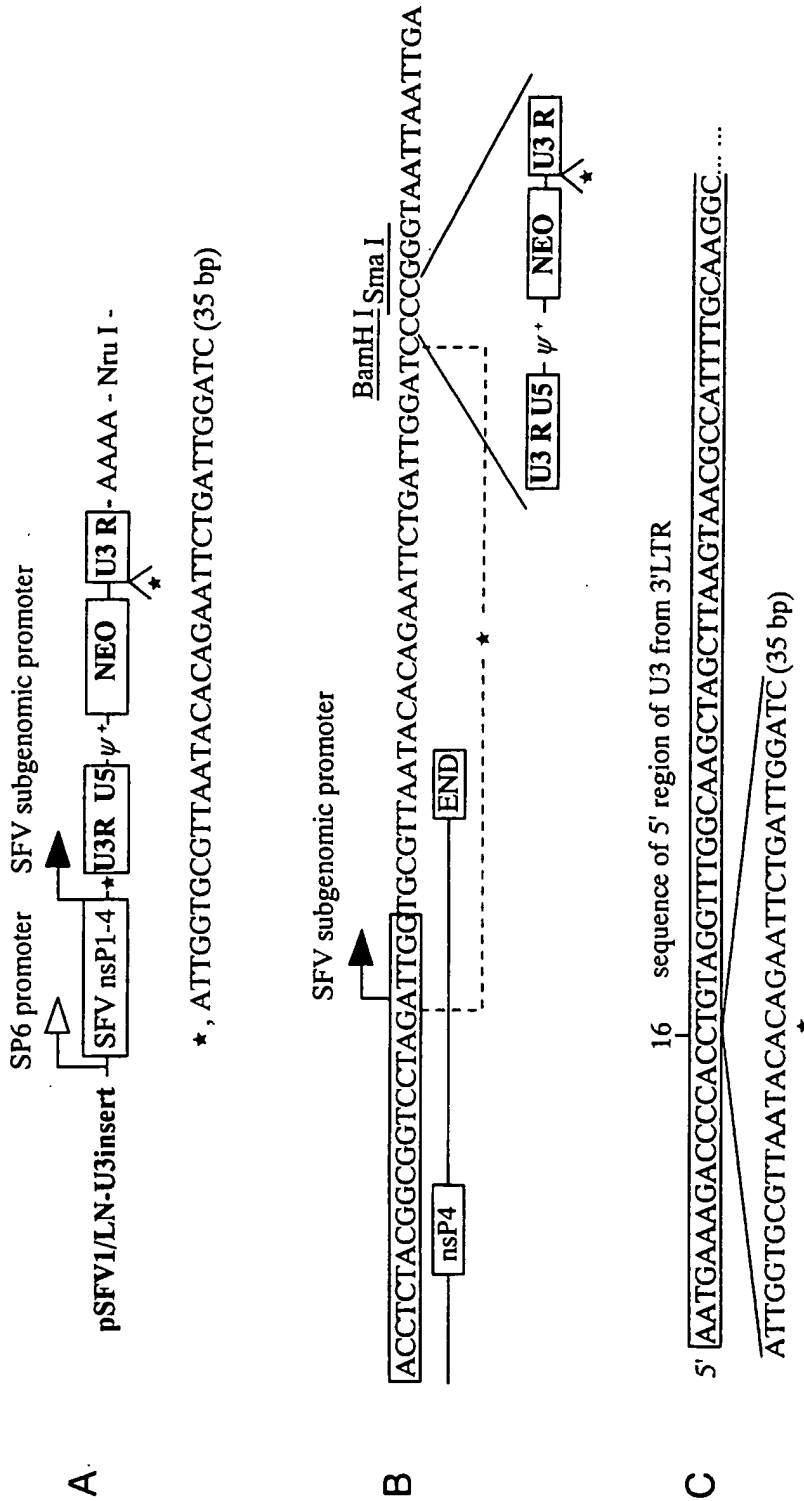 A
SP6 promoter
SFV subgenomic promoter
pSFV1/LN-U3insert
SFV nsP1-4
★
U3R U5
ψ+
NEO
U3 R
- AAAA - Nru I -
★
★, ATTGGTGCGTTAATACACAGAATTCTGATTGGATC (35 bp)
B
SFV subgenomic promoter
BamH I
Sma I
ACCTCTACGGCGGTCCTAGATTGGTGCGTTAATACACAGAATTCTGATTGGATCCCCGGGTAATTAATTGA
nsP4
END
★
U3 R U5
ψ+
NEO
U3 R
★
C
16
sequence of 5' region of U3 from 3'LTR
5' AATGAAAGACCCCACCTGTAGGTTTGGCAAGCTAGCTTAAGTAACGCCATTTTGCAAGGC... ...
ATTGGTGCGTTAATACACAGAATTCTGATTGGATC (35 bp)
★